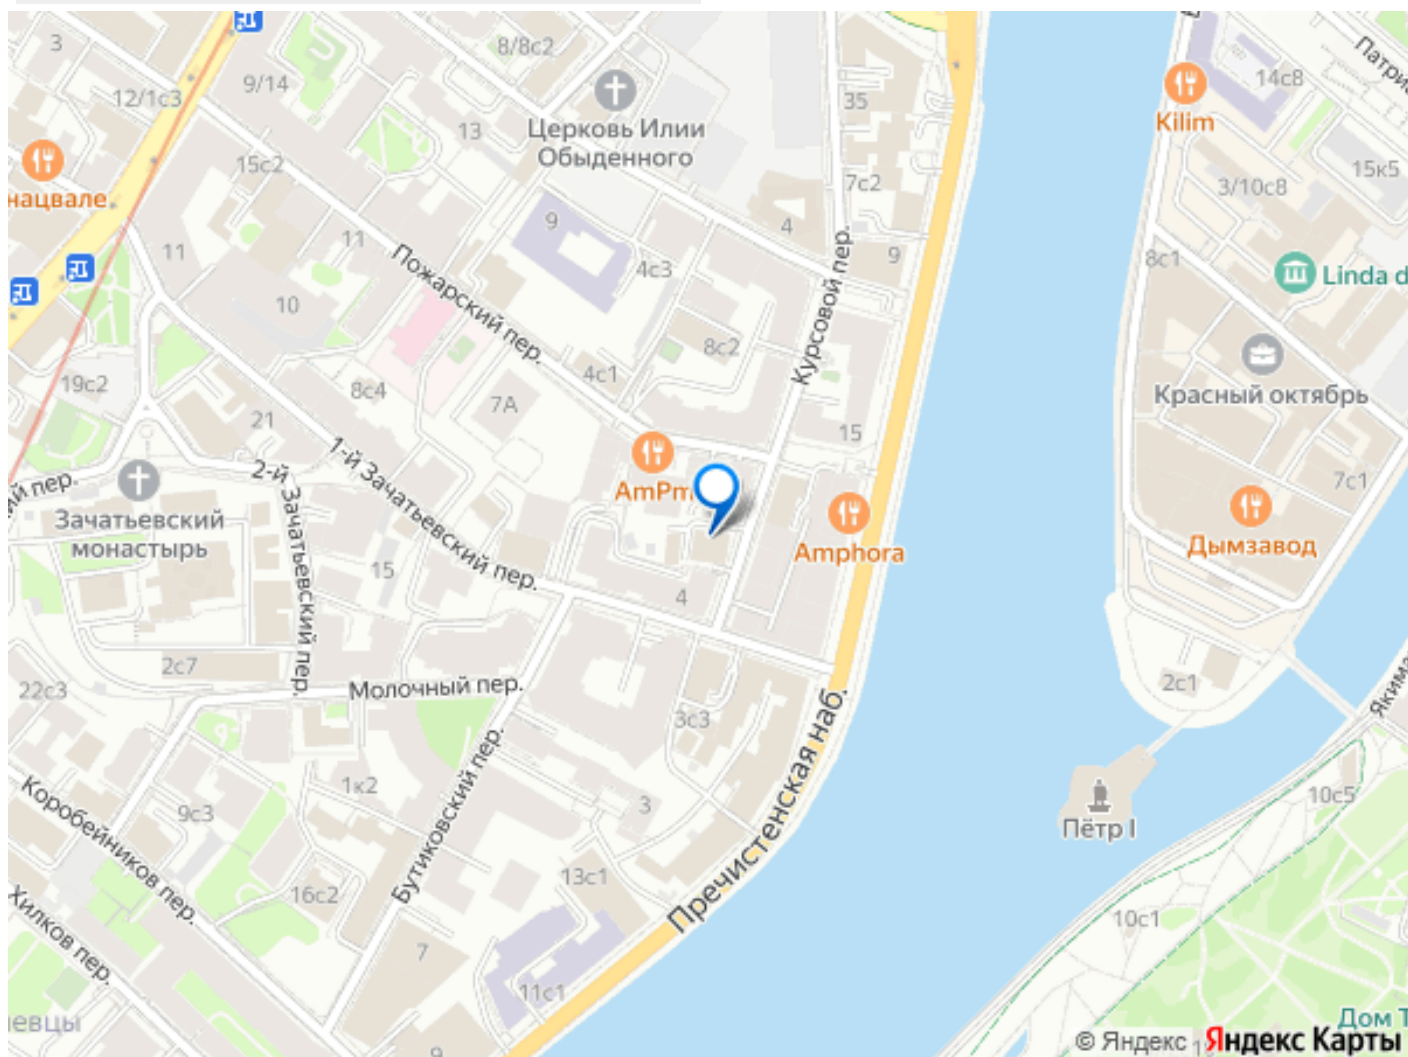 3
8/8с2
12/1с3
9/14
13
35
14с8
Патри
Kilim
Церковь Илии
Обыденного
15с2
нацвале
7с2
3/10с8
15к5
9
4
11
11
Пожарский пер.
4с3
9
8с1
Linda d
10
Курсовой пер.
8с2
4с1
Красный октябрь
19с2
8с4
7А
21
15
1-й Зачатьевский пер.
2-й Зачатьевский пер.
ий пер.
AmPm
7с1
Зачатьевский
монастырь
Amphora
Дымзавод
15
4
2с7
22с3
Молочный пер.
2с1
3с3
Якима
Пречистенская наб.
Бутиковский пер.
1к2
3
10с5
Коробейников пер.
9с3
Пётр I
13с1
16с2
Хилков пер.
10с1
7
11с1
евцы
9
Дом Т
© Яндекс
Яндекс Карты